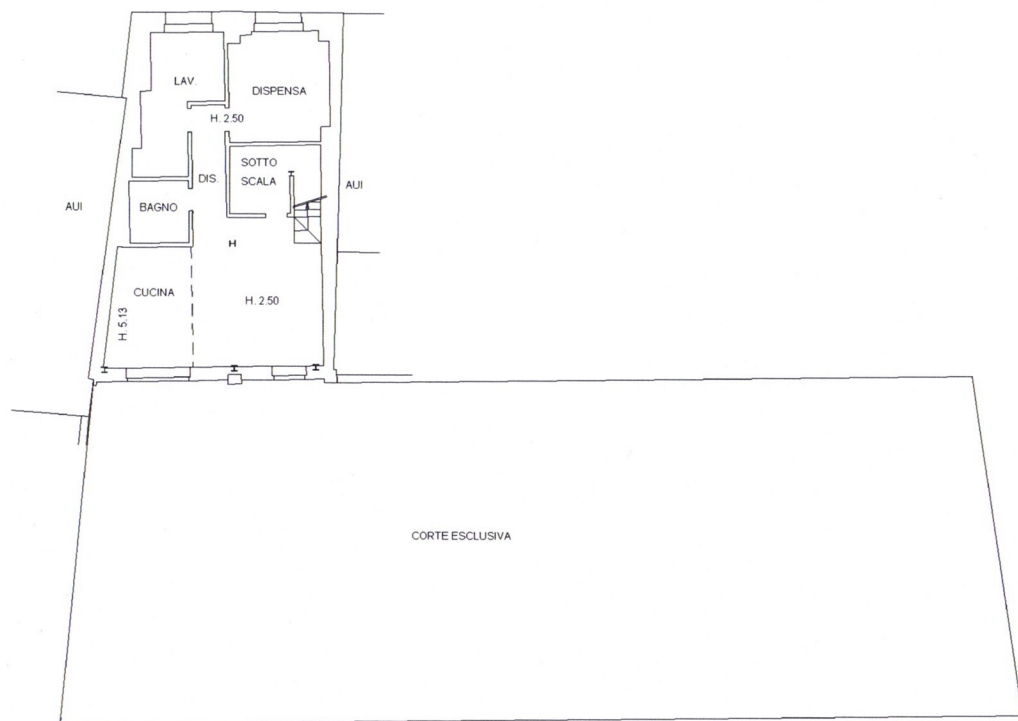 LAV.
DISPENSA
H. 2.50
SOTTO
SCALA
DIS.
AUI
AUI
BAGNO
H
CUCINA
H. 2.50
H. 5.13
CORTE ESCLUSIVA